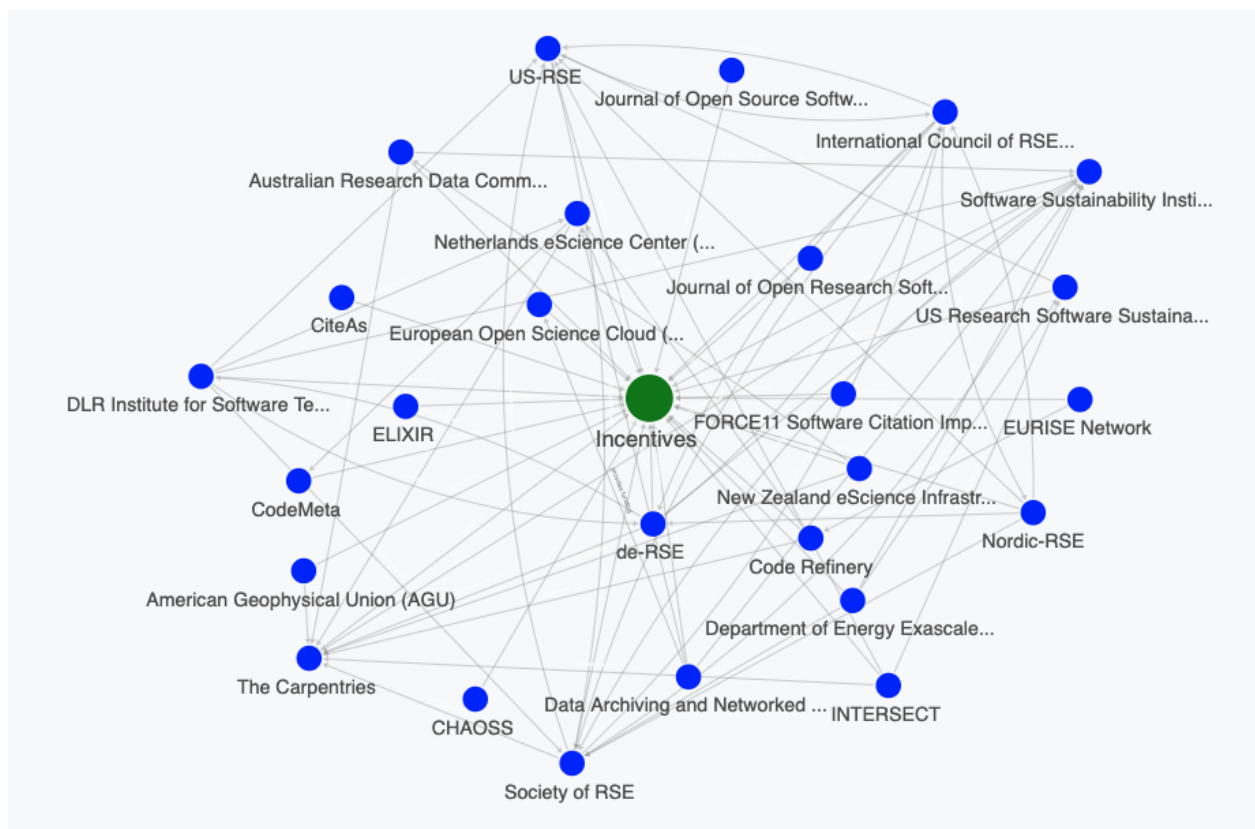 US-RSE
Journal of Open Source Softw...
International Council of RSE...
Australian Research Data Comm...
Software Sustainability Insti...
Netherlands eScience Center (...
Journal of Open Research Soft...
US Research Software Sustaina...
CiteAs
European Open Science Cloud (...
DLR Institute for Software Te...
ELIXIR
Incentives
FORCE11 Software Citation Imp...
EURISE Network
New Zealand eScience Infrastr...
CodeMeta
de-RSE
Nordic-RSE
Code Refinery
American Geophysical Union (AGU)
Department of Energy Exascale...
The Carpentries
Data Archiving and Networked ...
INTERSECT
CHAOSS
Society of RSE